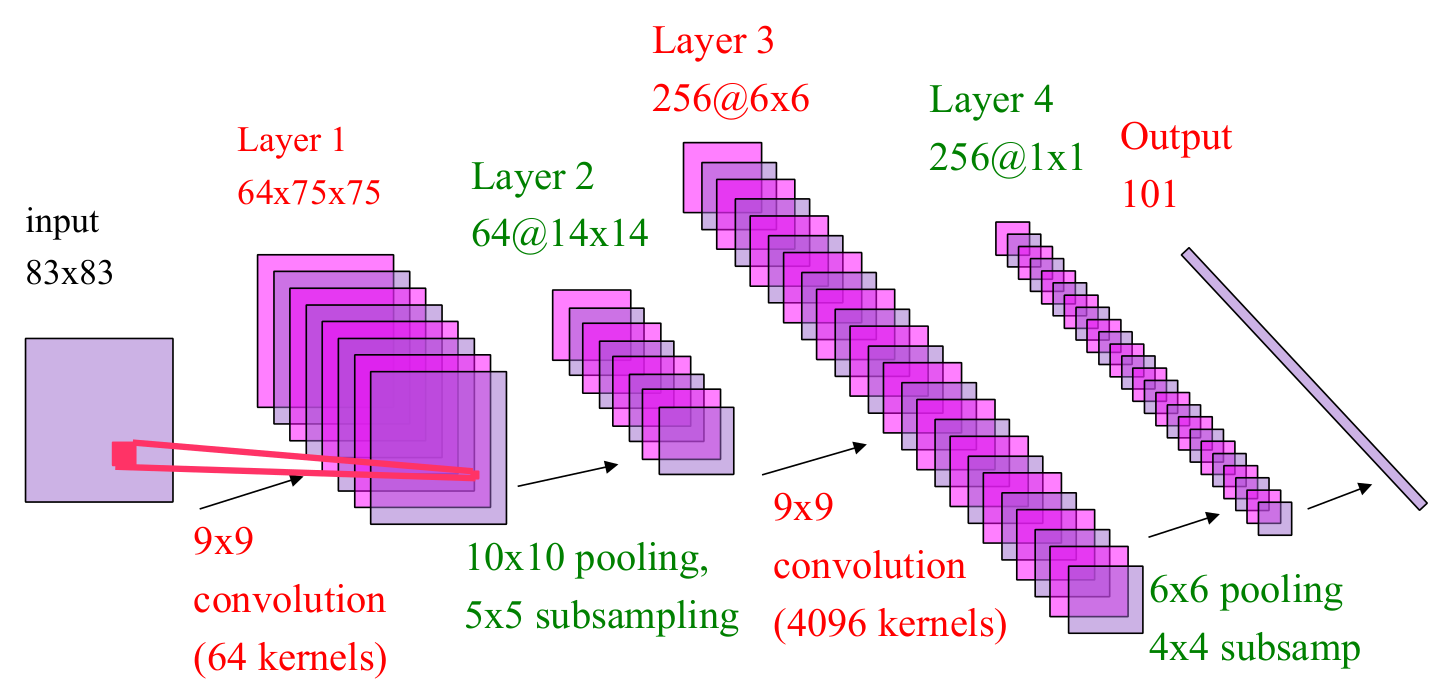 input
83x83
Layer 1
64x75x75
9x9
convolution
(64 kernels)
Layer 2
64@14x14
10x10 pooling,
5x5 subsampling
Layer 3
256@6x6
9x9
convolution
(4096 kernels)
Layer 4
256@1x1
6x6 pooling
4x4 subsamp
Output
101